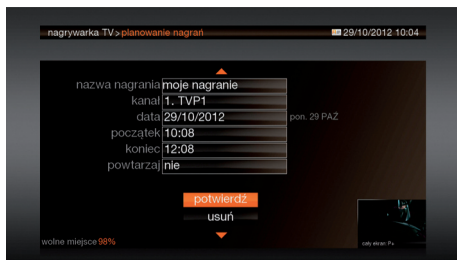 nagrywarka TV>planowanie nagrań 29/10/2012 10:04
nazwa nagrania moje nagranie
kanał 1. TVP1
data 29/10/2012 pon. 29 PAŹ
początek 10:08
koniec 12:08
powtarzaj nie
potwierdź
usuń
wolne miejsce 98%
cały ekran: